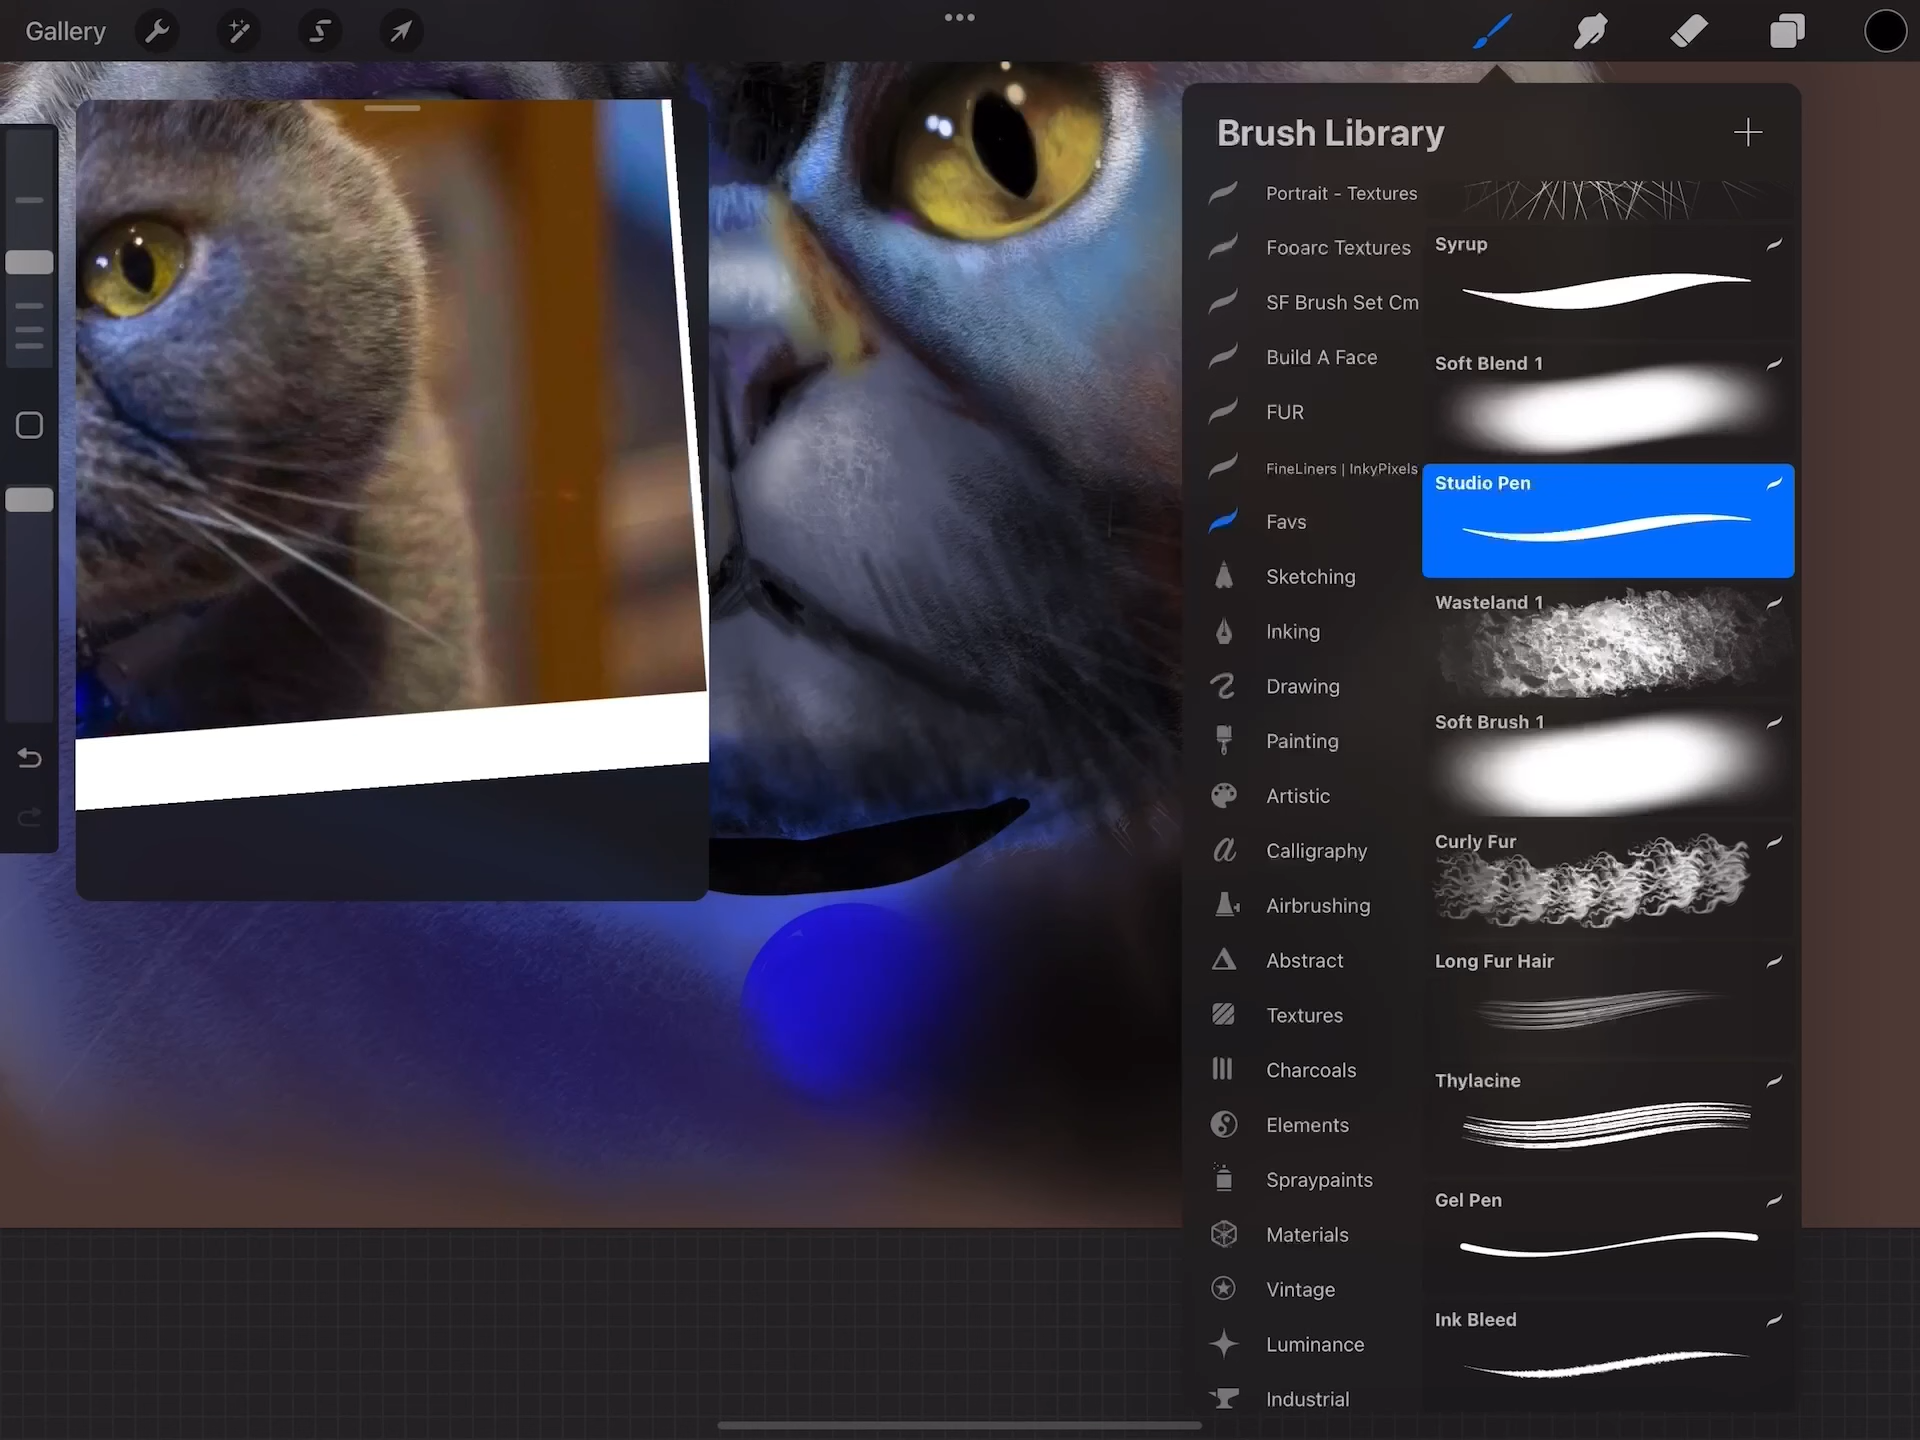 Gallery
Brush Library
Portrait - Textures
Fooarc Textures
SF Brush Set Cm
Build A Face
FUR
FineLiners | InkyPixels
Favs
Sketching
Inking
Drawing
Painting
Artistic
Calligraphy
Airbrushing
Abstract
Textures
Charcoals
Elements
Spraypaints
Materials
Vintage
Luminance
Industrial
Syrup
Soft Blend 1
Studio Pen
Wasteland 1
Soft Brush 1
Curly Fur
Long Fur Hair
Thylacine
Gel Pen
Ink Bleed